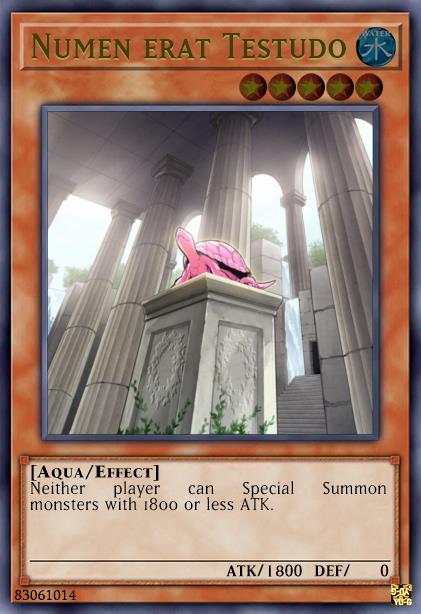 Numen erat Testudo
WATER
水
[Aqua/Effect]
Neither player can Special Summon
monsters with 1800 or less ATK.
ATK/1800 DEF/ 0
83061014